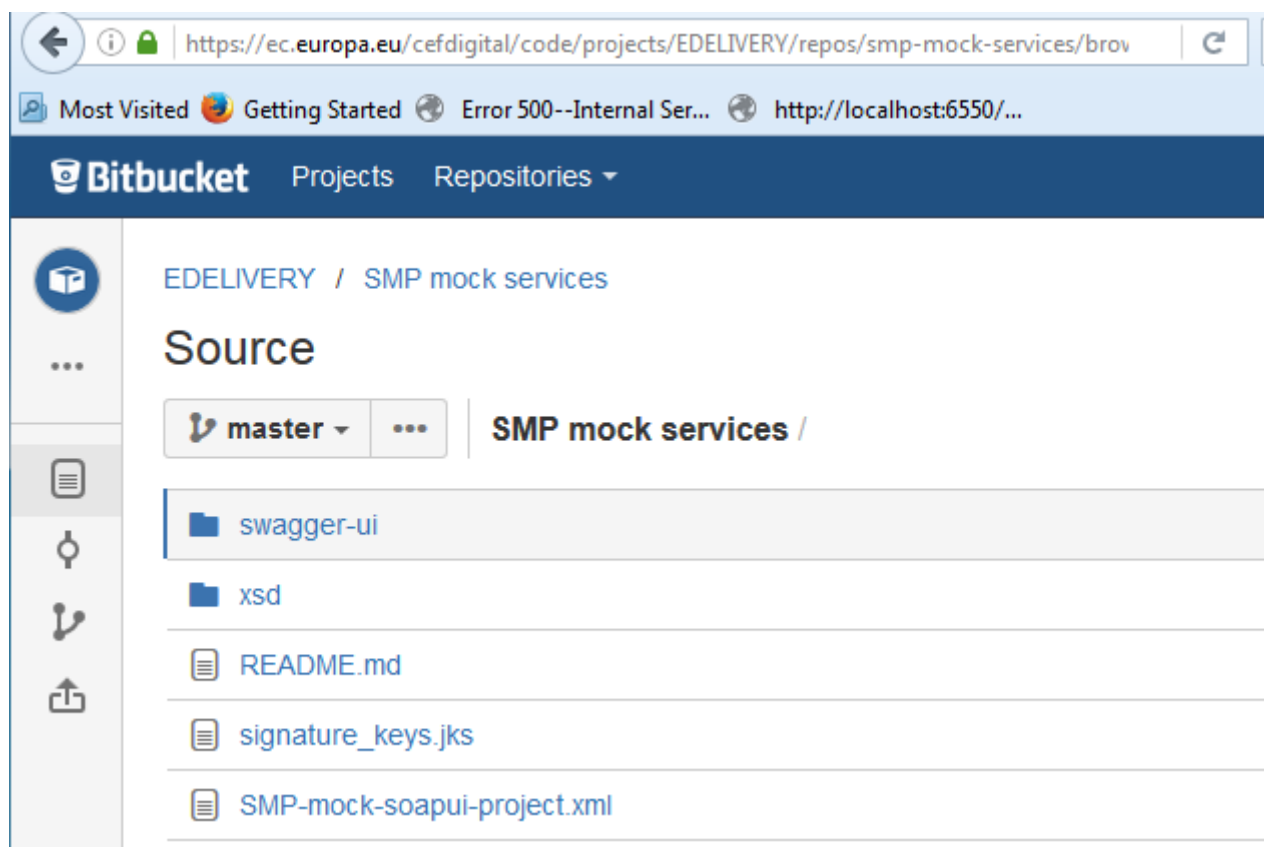 https://ec.europa.eu/cefdigital/code/projects/EDELIVERY/repos/smp-mock-services/brov
Most Visited Getting Started Error 500--Internal Ser... http://localhost:6550/...
Bitbucket Projects Repositories
EDELIVERY / SMP mock services
Source
master SMP mock services /
swagger-ui
xsd
README.md
signature_keys.jks
SMP-mock-soapui-project.xml